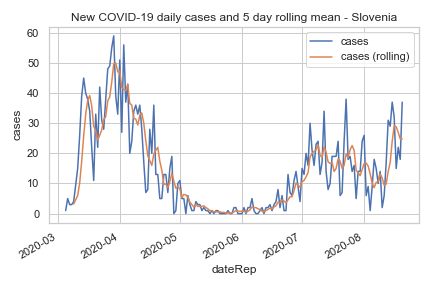 New COVID-19 daily cases and 5 day rolling mean - Slovenia
cases
cases (rolling)
cases
60
50
40
30
20
10
0
2020-03
2020-04
2020-05
2020-06
2020-07
2020-08
dateRep